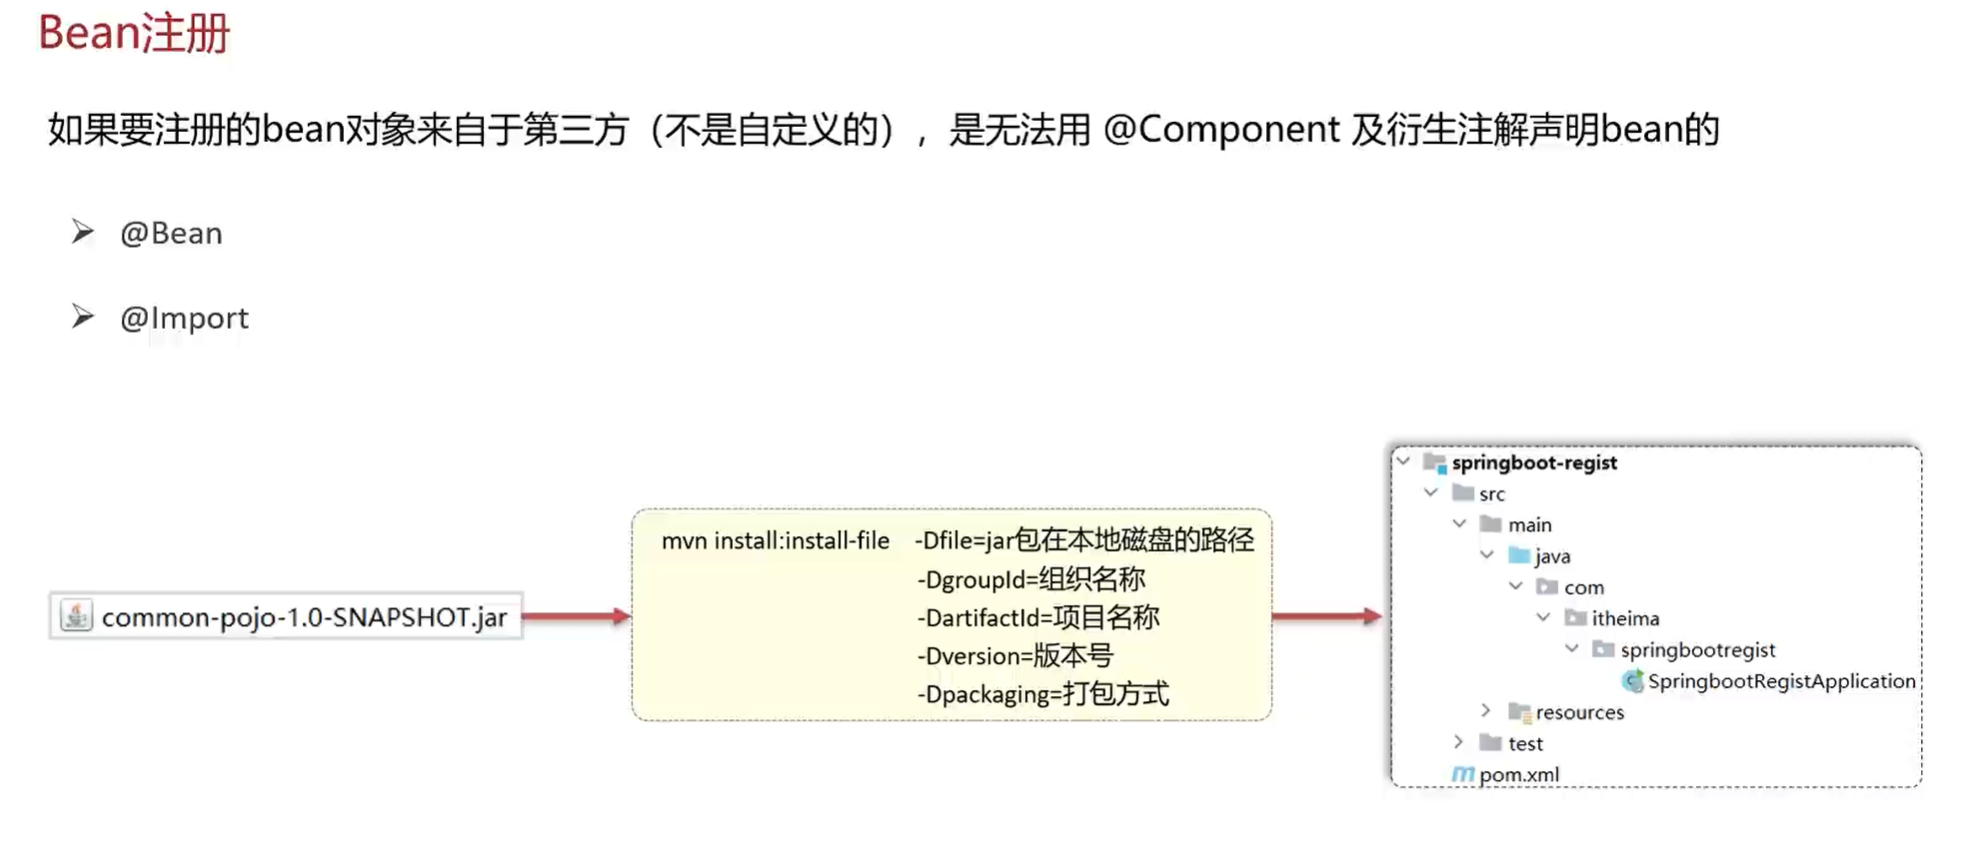 Bean注册
如果要注册的bean对象来自于第三方（不是自定义的），是无法用 @Component 及衍生注解声明bean的
@Bean
@Import
common-pojo-1.0-SNAPSHOT.jar
mvn install:install-file -Dfile=jar包在本地磁盘的路径
-DgroupId=组织名称
-DartifactId=项目名称
-Dversion=版本号
-Dpackaging=打包方式
springboot-regist
src
main
java
com
itheima
springbootregist
SpringbootRegistApplication
resources
test
pom.xml